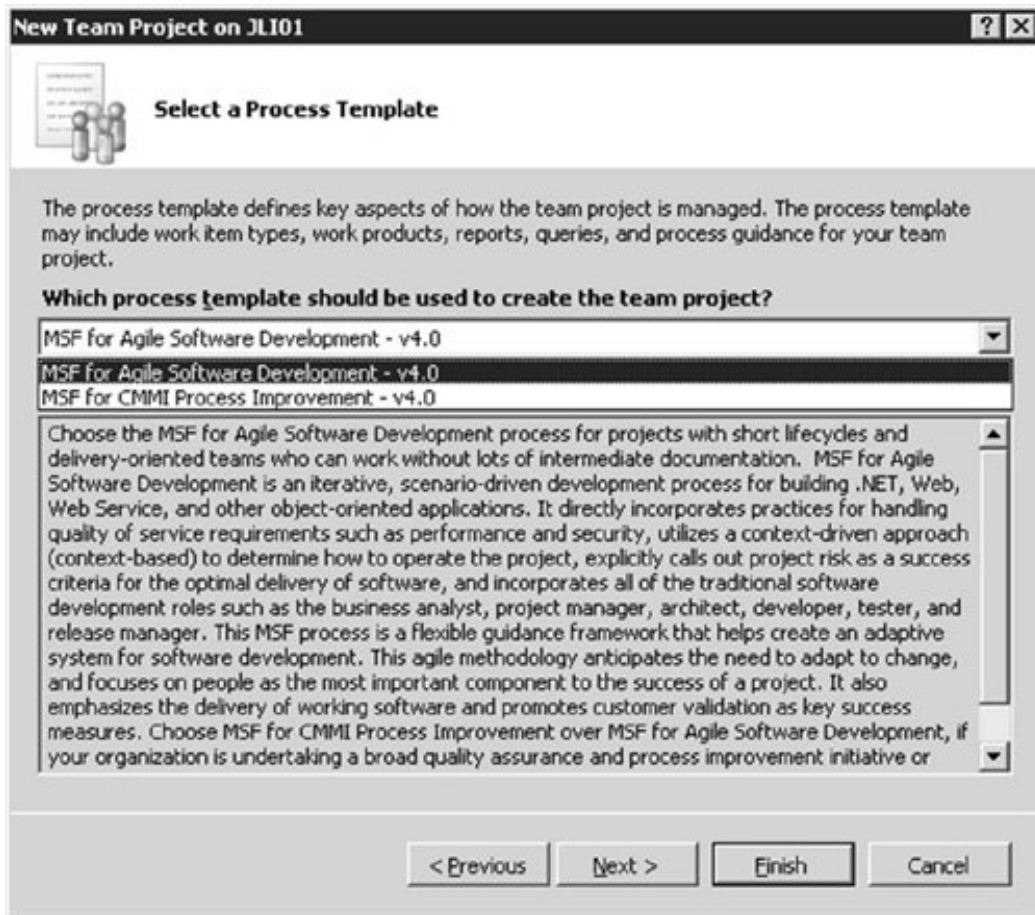 New Team Project on JLI01
Select a Process Template
The process template defines key aspects of how the team project is managed. The process template
may include work item types, work products, reports, queries, and process guidance for your team
project.
Which process template should be used to create the team project?
MSF for Agile Software Development - v4.0
MSF for Agile Software Development - v4.0
MSF for CMMI Process Improvement - v4.0
Choose the MSF for Agile Software Development process for projects with short lifecycles and
delivery-oriented teams who can work without lots of intermediate documentation. MSF for Agile
Software Development is an iterative, scenario-driven development process for building .NET, Web,
Web Service, and other object-oriented applications. It directly incorporates practices for handling
quality of service requirements such as performance and security, utilizes a context-driven approach
(context-based) to determine how to operate the project, explicitly calls out project risk as a success
criteria for the optimal delivery of software, and incorporates all of the traditional software
development roles such as the business analyst, project manager, architect, developer, tester, and
release manager. This MSF process is a flexible guidance framework that helps create an adaptive
system for software development. This agile methodology anticipates the need to adapt to change,
and focuses on people as the most important component to the success of a project. It also
emphasizes the delivery of working software and promotes customer validation as key success
measures. Choose MSF for CMMI Process Improvement over MSF for Agile Software Development, if
your organization is undertaking a broad quality assurance and process improvement initiative or
< Previous Next > Finish Cancel